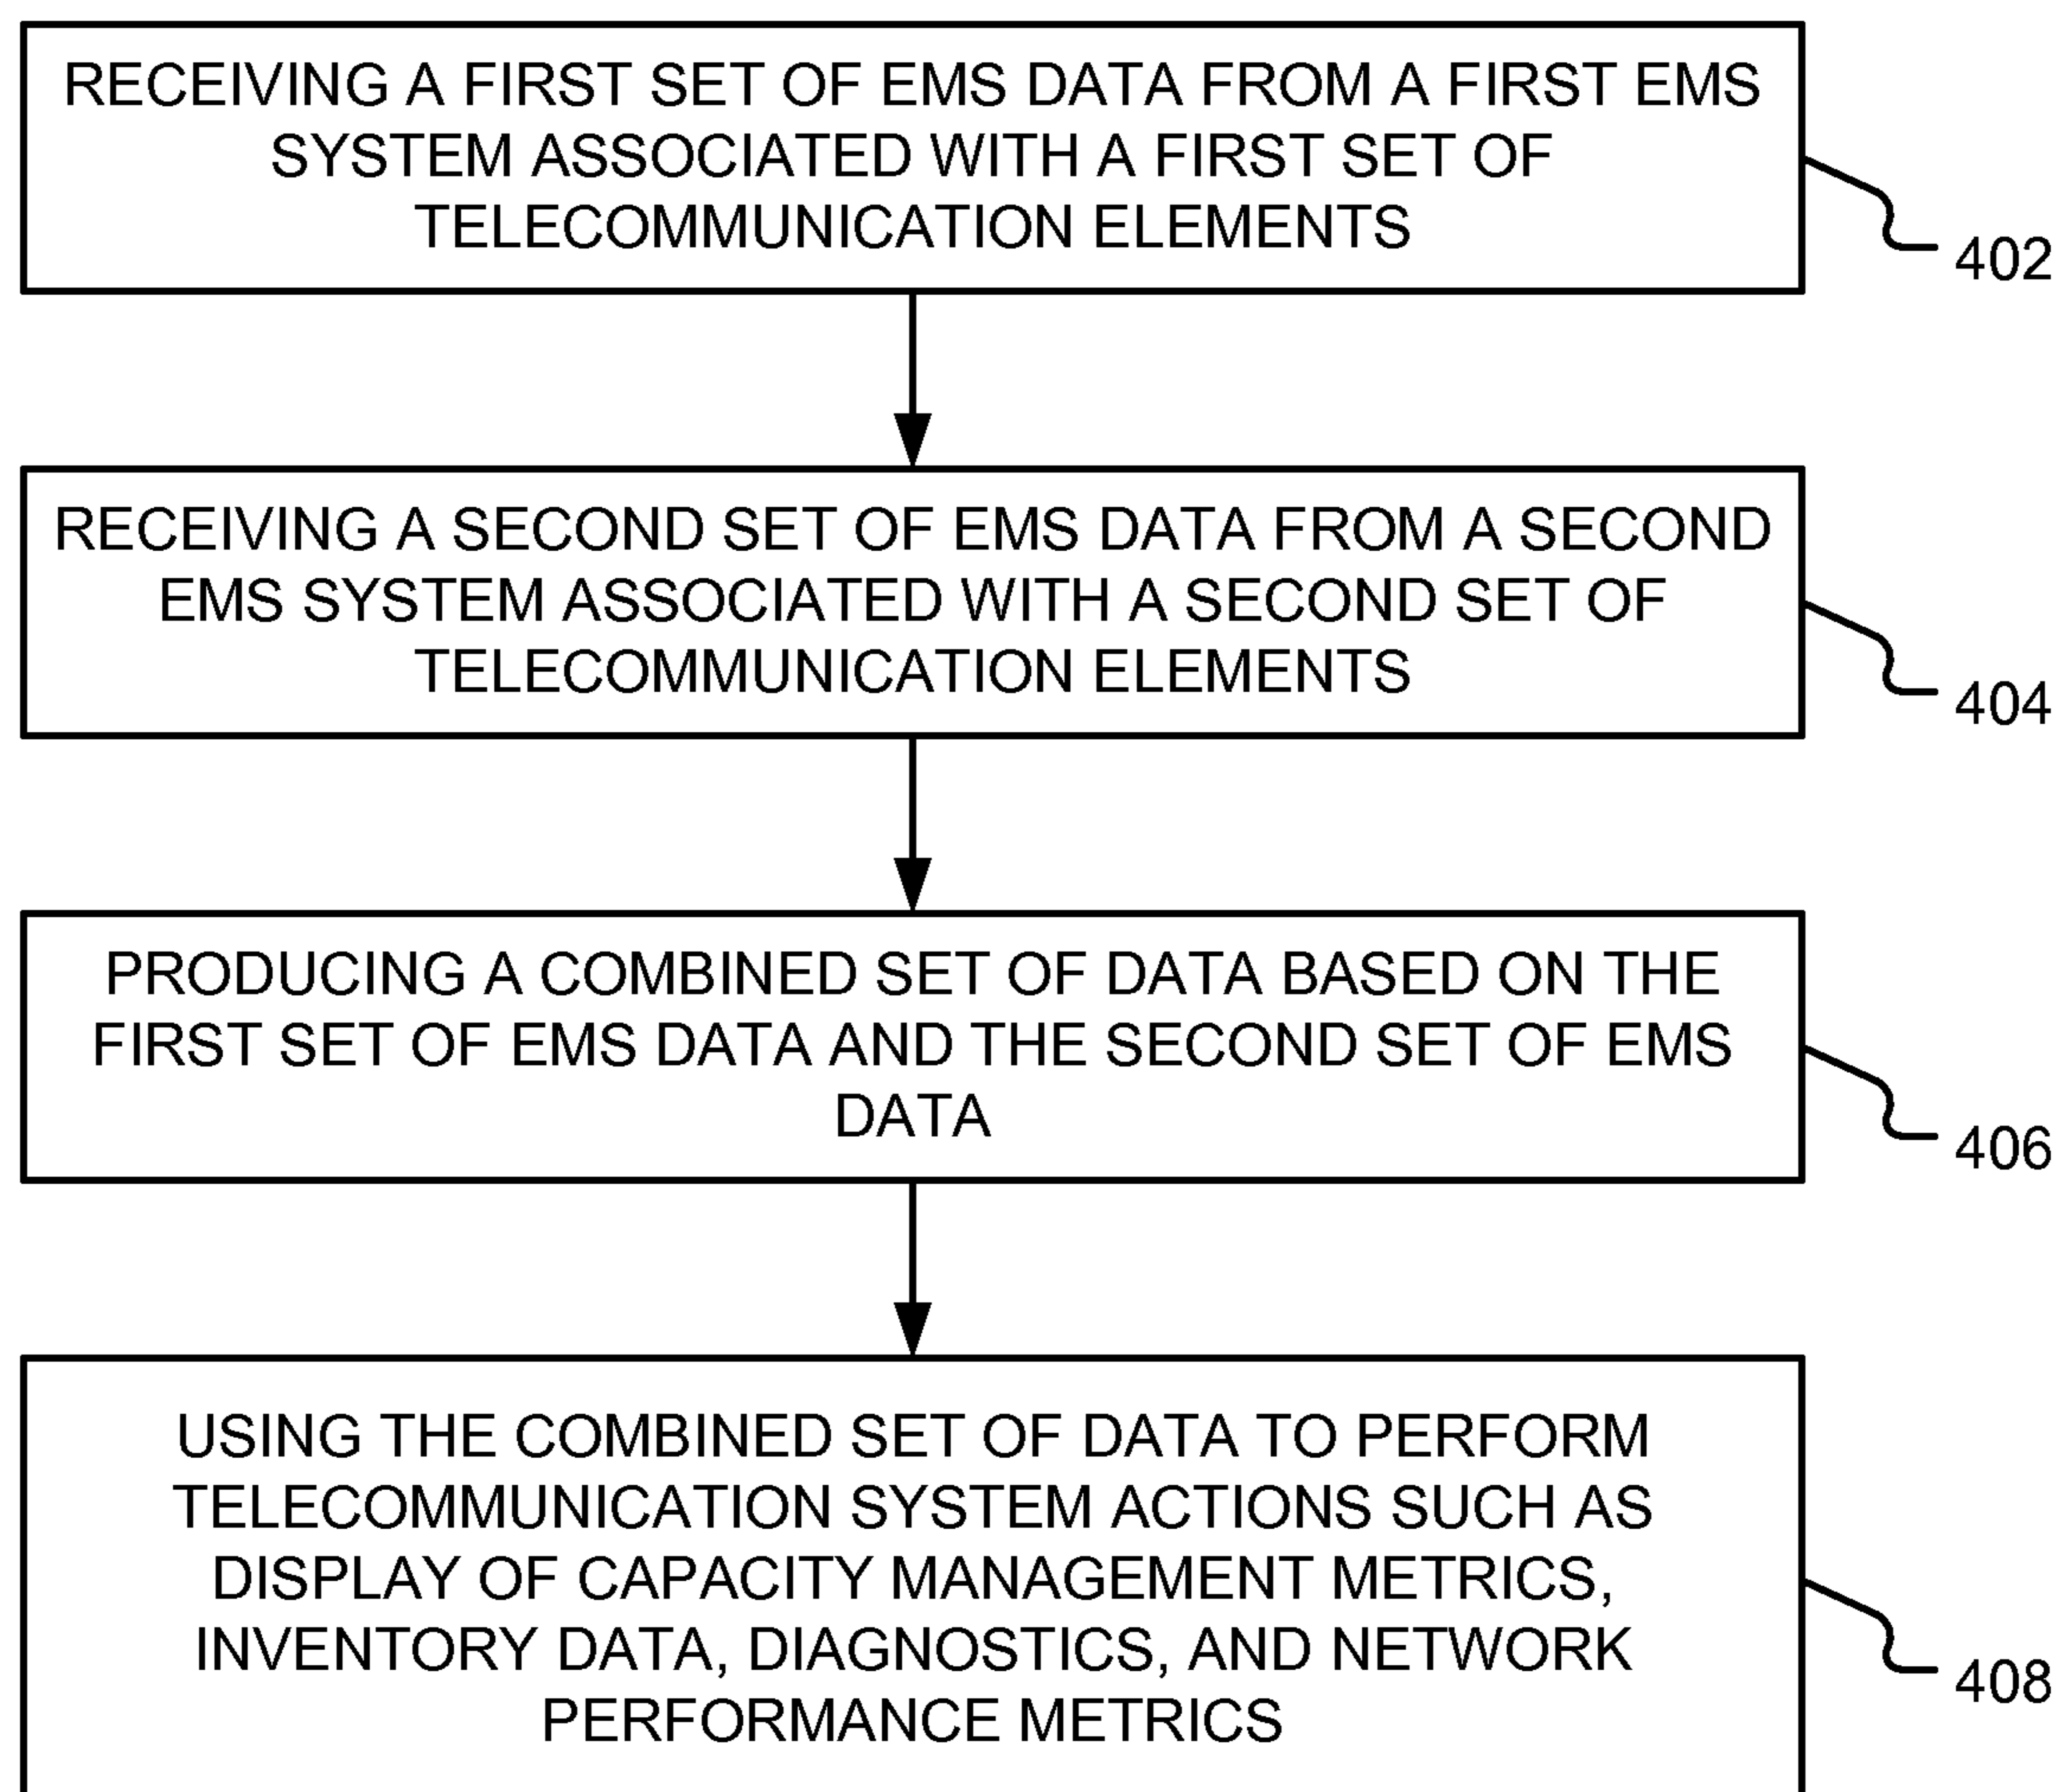 RECEIVING A FIRST SET OF EMS DATA FROM A FIRST EMS
SYSTEM ASSOCIATED WITH A FIRST SET OF
TELECOMMUNICATION ELEMENTS
402
RECEIVING A SECOND SET OF EMS DATA FROM A SECOND
EMS SYSTEM ASSOCIATED WITH A SECOND SET OF
TELECOMMUNICATION ELEMENTS
404
PRODUCING A COMBINED SET OF DATA BASED ON THE
FIRST SET OF EMS DATA AND THE SECOND SET OF EMS
DATA
406
USING THE COMBINED SET OF DATA TO PERFORM
TELECOMMUNICATION SYSTEM ACTIONS SUCH AS
DISPLAY OF CAPACITY MANAGEMENT METRICS,
INVENTORY DATA, DIAGNOSTICS, AND NETWORK
PERFORMANCE METRICS
408